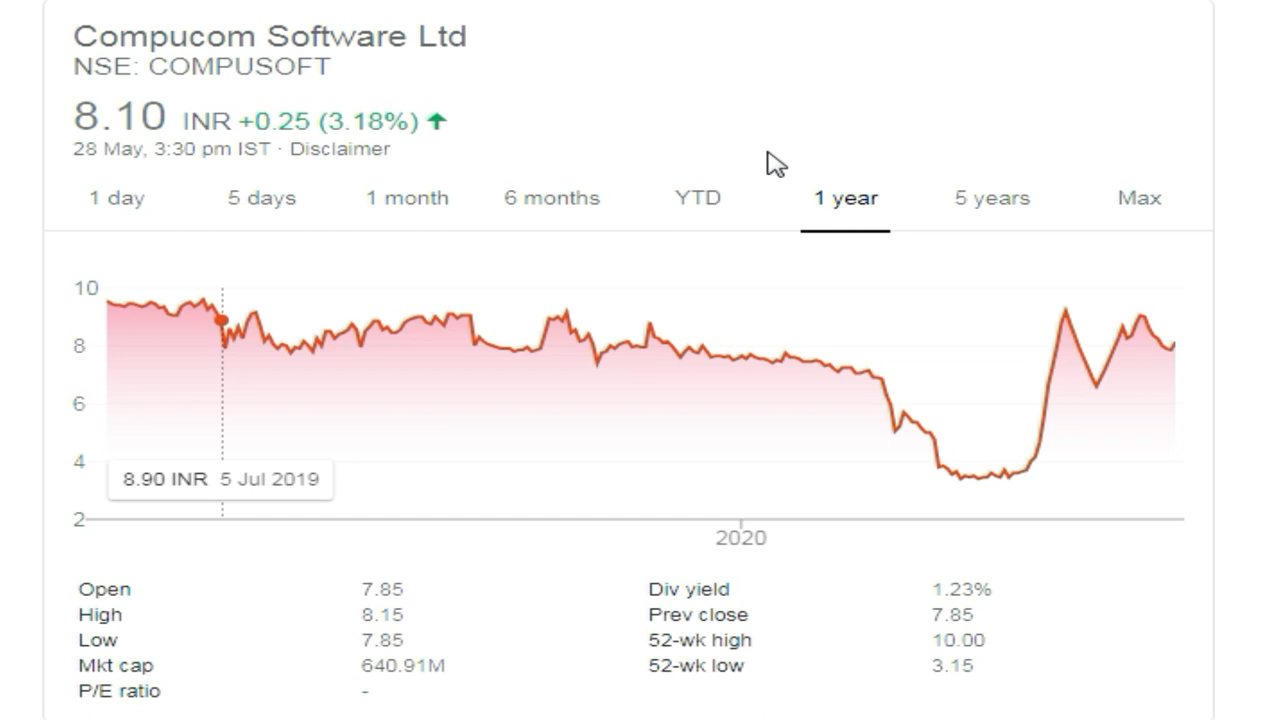 Compucom Software Ltd
NSE: COMPUSOFT
8.10 INR +0.25 (3.18%) ↑
28 May, 3:30 pm IST · Disclaimer
1 day 5 days 1 month 6 months YTD 1 year 5 years Max
10
8
6
4
8.90 INR 5 Jul 2019
2
2020
Open 7.85 Div yield 1.23%
High 8.15 Prev close 7.85
Low 7.85 52-wk high 10.00
Mkt cap 640.91M 52-wk low 3.15
P/E ratio -